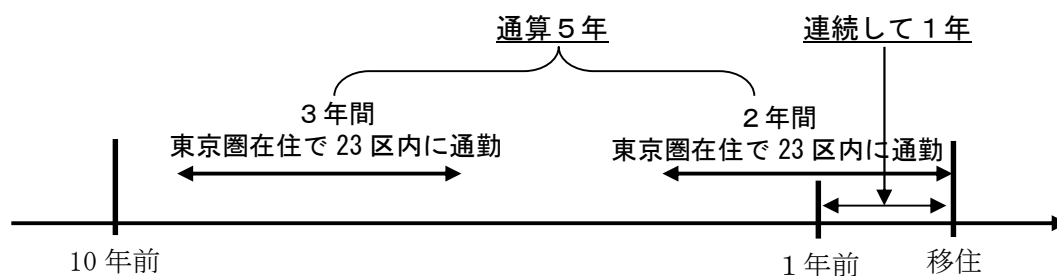 通算５年
連続して１年
３年間
東京圏在住で 23 区内に通勤
２年間
東京圏在住で 23 区内に通勤
10 年前
１年前
移住